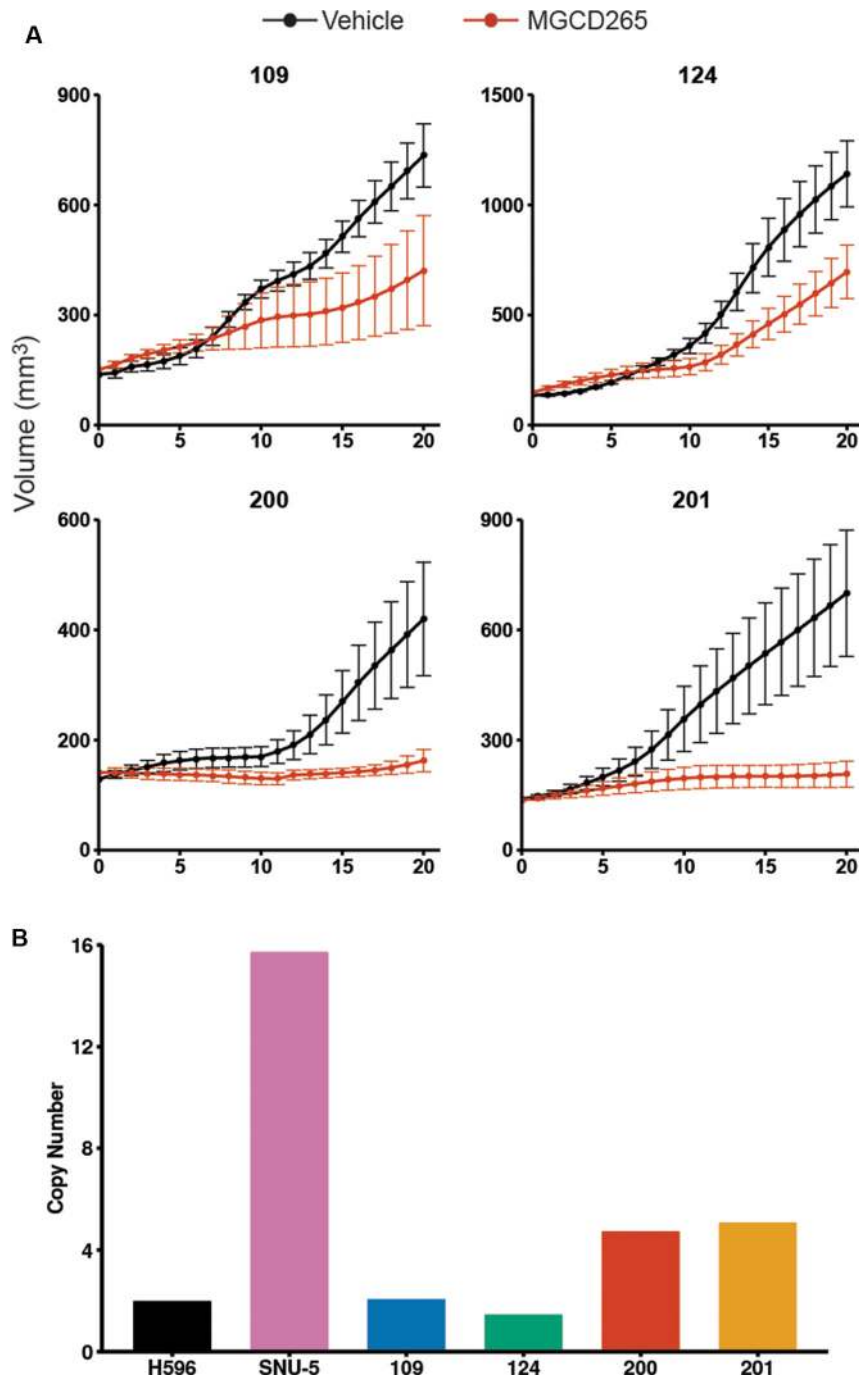 Vehicle MGCD265
A
109 124
900 1500
600 1000
300 500
0 0
0 5 10 15 20 0 5 10 15 20
Volume (mm³)
200 201
600 900
400 600
200 300
0 0
0 5 10 15 20 0 5 10 15 20
B
16
12
8
4
0
Copy Number
H596 SNU-5 109 124 200 201